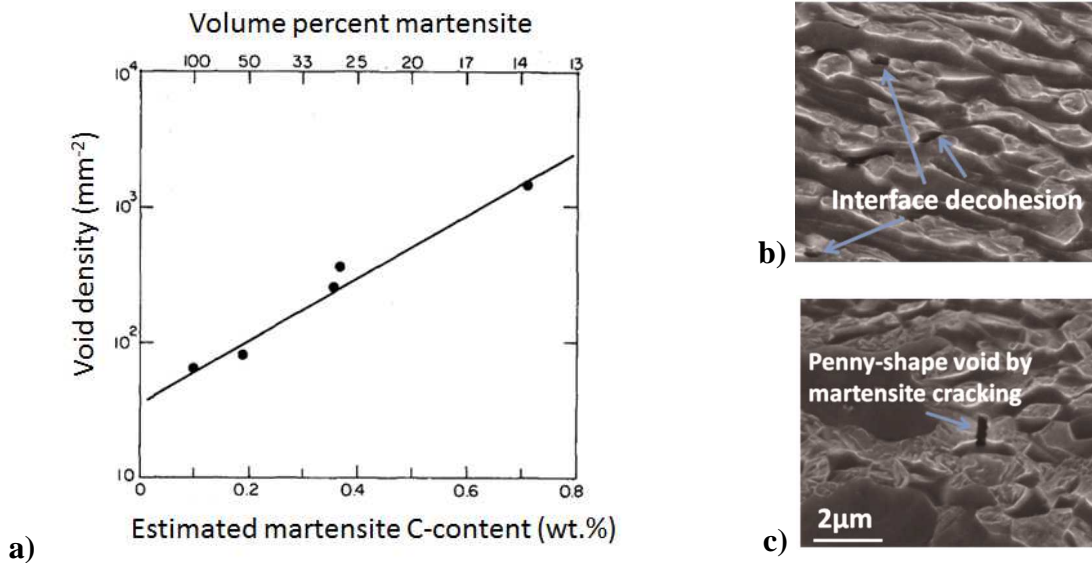 Volume percent martensite
100 50 33 25 20 17 14 13
10⁴
10³
10²
10
Void density (mm⁻²)
0 0.2 0.4 0.6 0.8
Estimated martensite C-content (wt.%)
a)
Interface decohesion
b)
Penny-shape void by
martensite cracking
2µm
c)